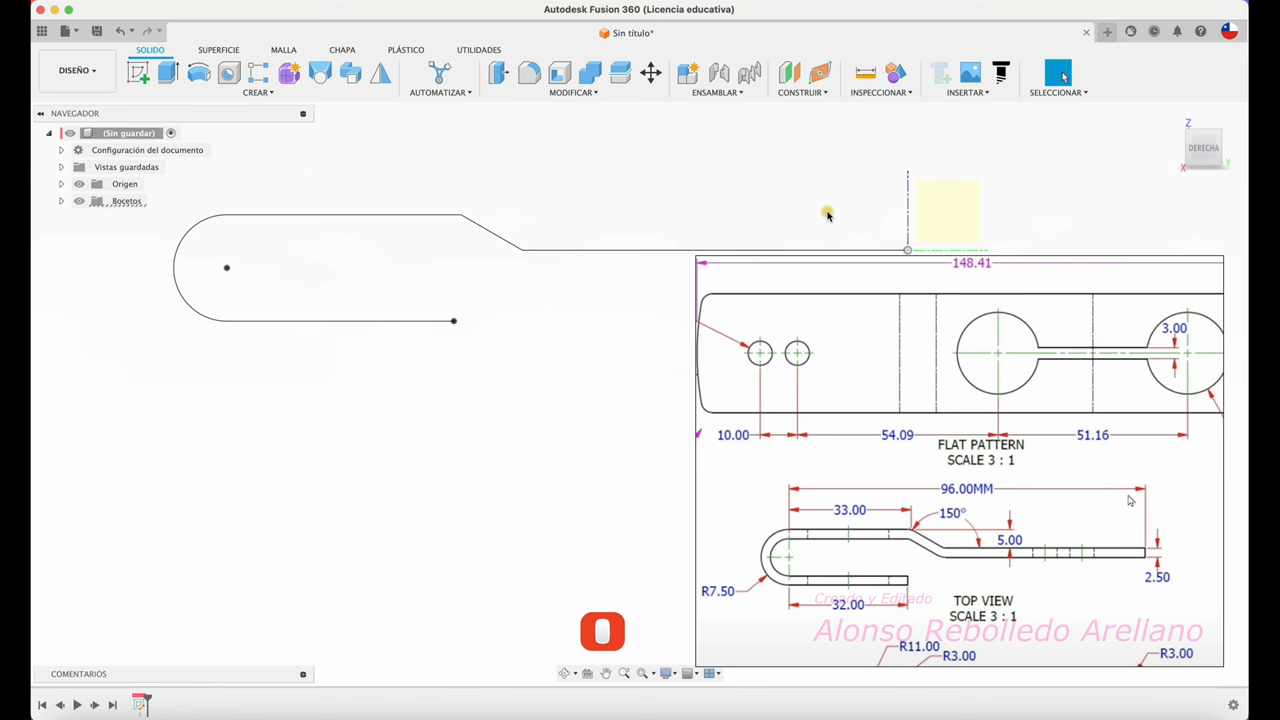 Autodesk Fusion 360 (Licencia educativa)
Sin título*
SOLIDO
SUPERFICIE
MALLA
CHAPA
PLÁSTICO
UTILIDADES
DISEÑO
CREAR
AUTOMATIZAR
MODIFICAR
ENSAMBLAR
CONSTRUIR
INSPECCIONAR
INSERTAR
SELECCIONAR
NAVEGADOR
(Sin guardar)
Configuración del documento
Vistas guardadas
Origen
Bocetos
Z
DERECHA
X
Y
148.41
3.00
10.00
54.09
51.16
FLAT PATTERN
SCALE 3 : 1
96.00MM
33.00
150°
5.00
R7.50
2.50
32.00
TOP VIEW
SCALE 3 : 1
Creado y Editado
Alonso Rebolledo Arellano
R11.00
R3.00
R3.00
COMENTARIOS